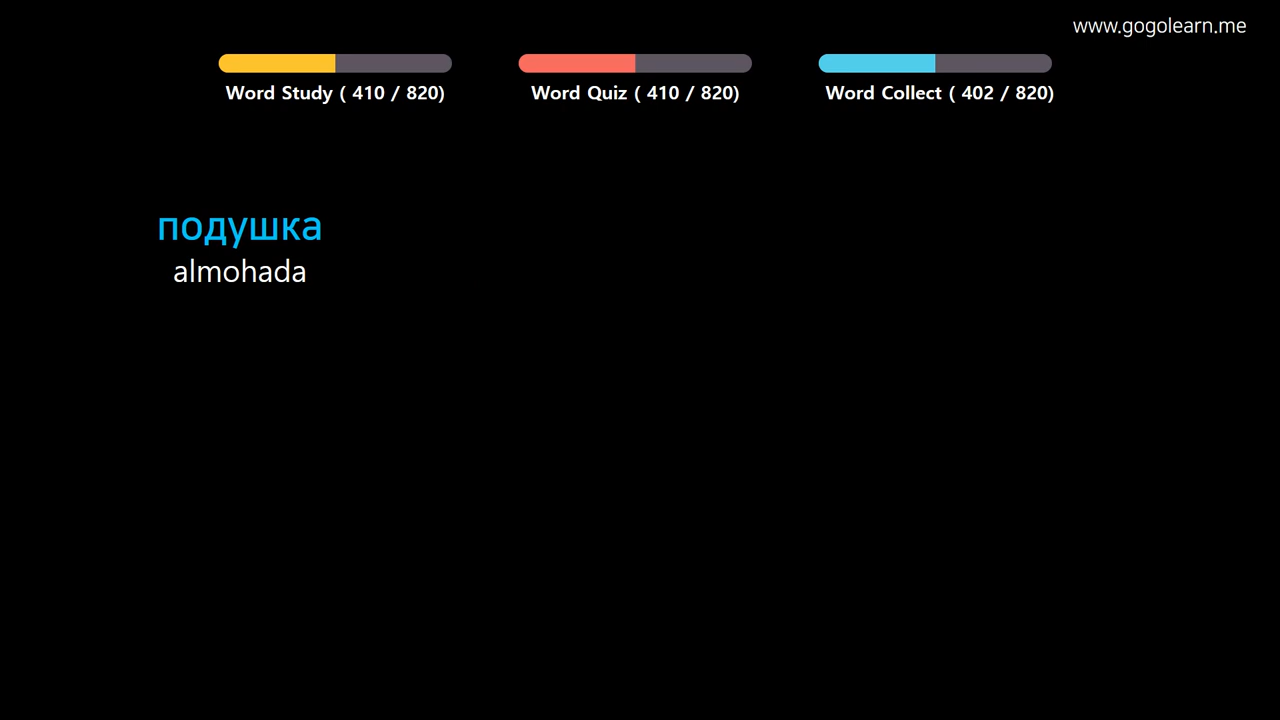 www.gogolearn.me
Word Study ( 410 / 820)
Word Quiz ( 410 / 820)
Word Collect ( 402 / 820)
подушка
almohada